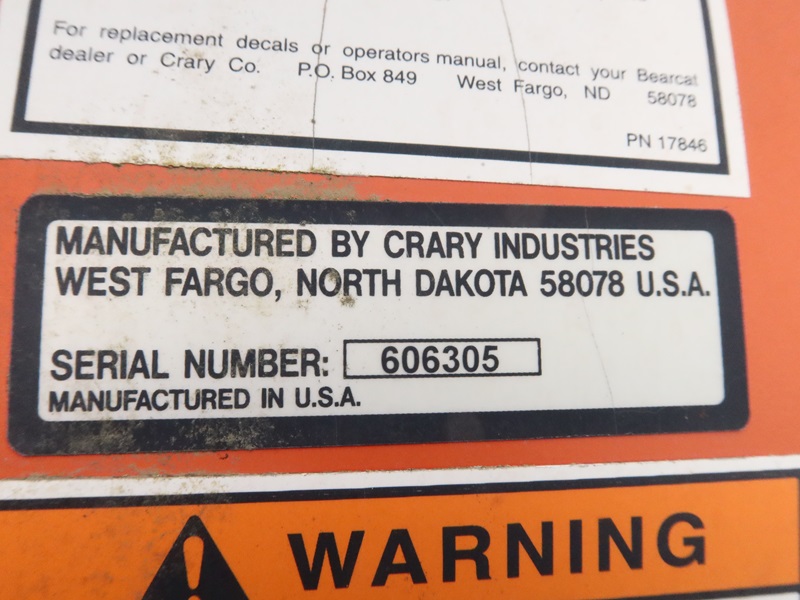 For replacement decals or operators manual, contact your Bearcat
dealer or Crary Co. P.O. Box 849 West Fargo, ND 58078
PN 17846
MANUFACTURED BY CRARY INDUSTRIES
WEST FARGO, NORTH DAKOTA 58078 U.S.A.
SERIAL NUMBER: 606305
MANUFACTURED IN U.S.A.
WARNING